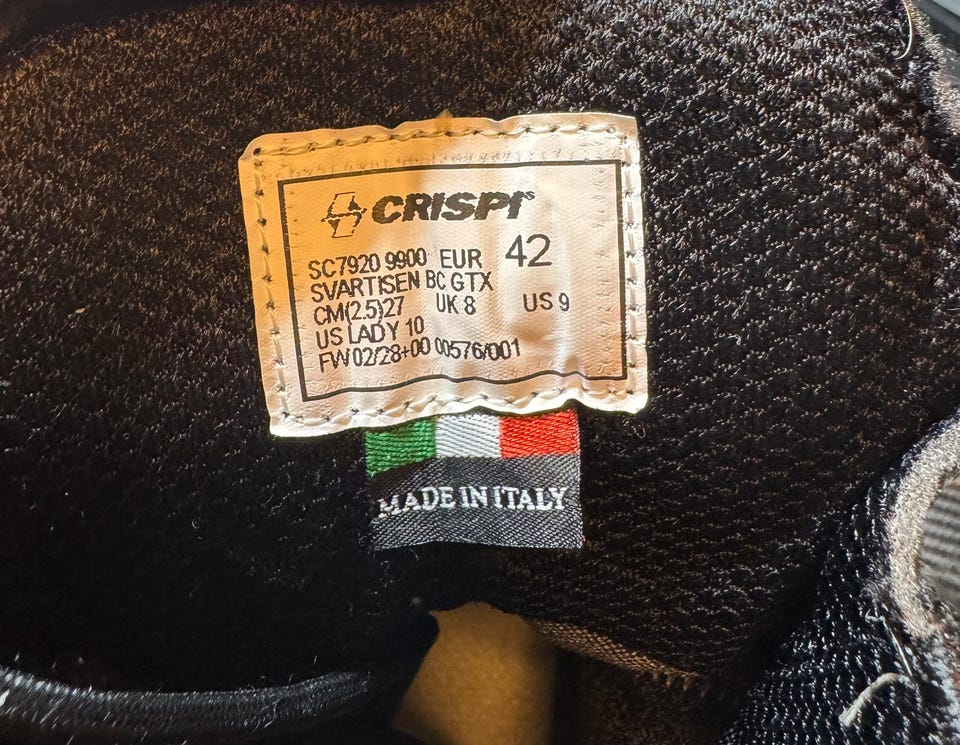 CRISPI
SC7920 9900 EUR 42
SVARTISEN BC GTX
CM(2.5)27 UK 8 US 9
US LADY 10
FW 02/28+00 00576/001
MADE IN ITALY